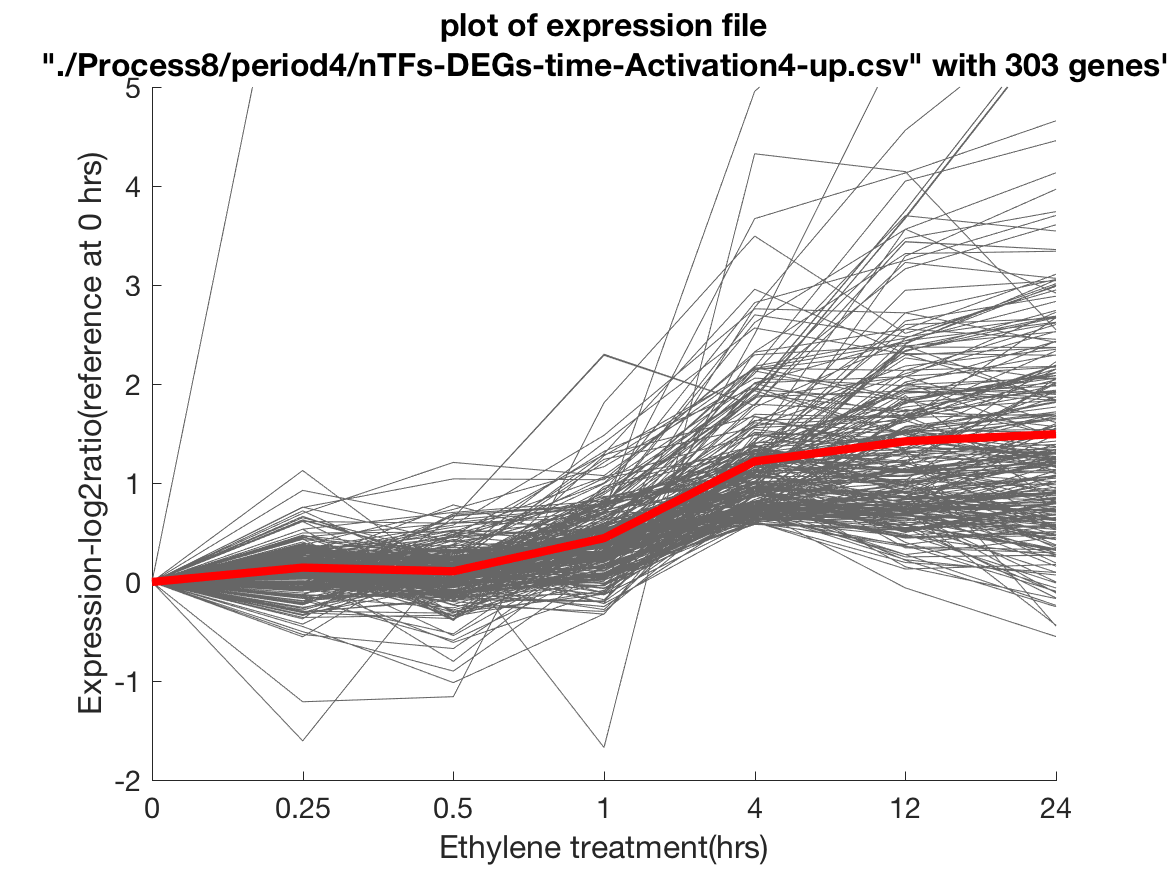 plot of expression file
"./Process8/period4/nTFs-DEGs-time-Activation4-up.csv" with 303 genes'
5
4
3
2
1
0
-1
-2
Expression-log2ratio(reference at 0 hrs)
0 0.25 0.5 1 4 12 24
Ethylene treatment(hrs)